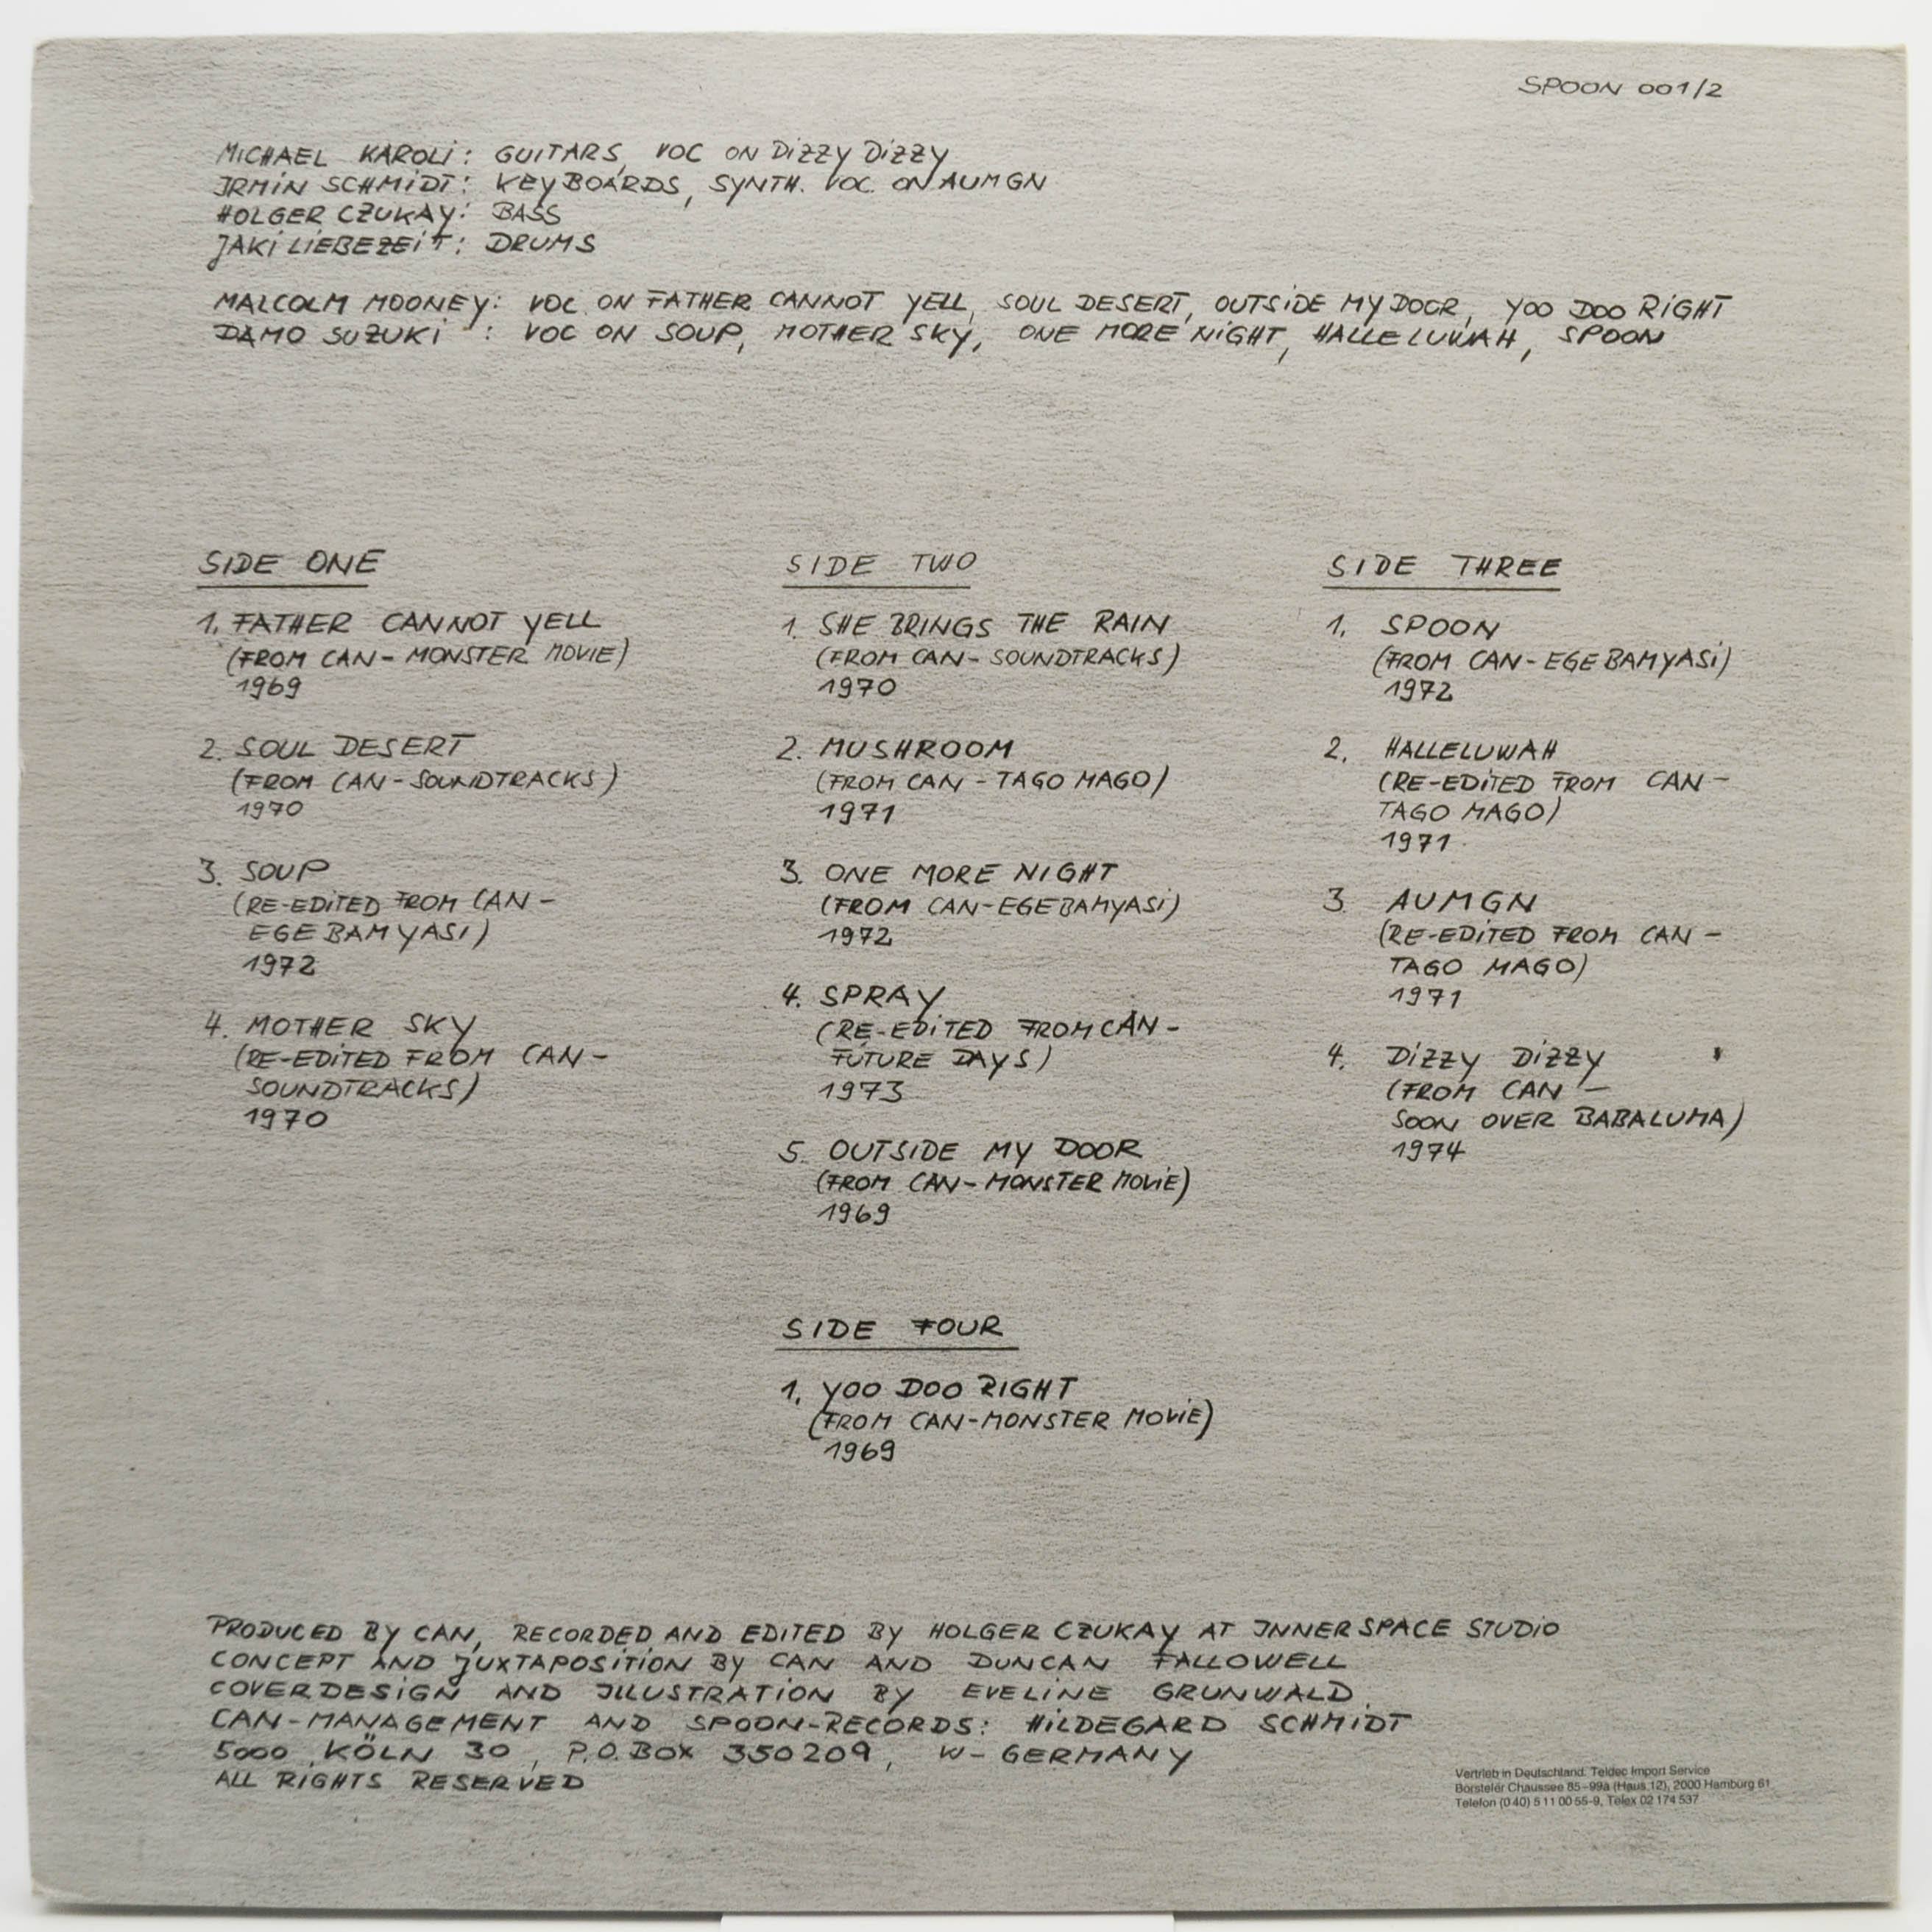 SPOON 001/2
MICHAEL KAROLI: GUITARS, VOC ON DIZZY DIZZY
IRMIN SCHMIDT: KEYBOARDS, SYNTH. VOC. ON AUMGN
HOLGER CZUKAY: BASS
JAKI LIEBEZEIT: DRUMS
MALCOLM MOONEY: VOC. ON FATHER CANNOT YELL, SOUL DESERT, OUTSIDE MY DOOR, YOO DOO RIGHT
DAMO SUZUKI : VOC ON SOUP, MOTHER SKY, ONE MORE NIGHT, HALLELUWAH, SPOON
SIDE ONE
1. FATHER CANNOT YELL
(FROM CAN - MONSTER MOVIE)
1969
2. SOUL DESERT
(FROM CAN - SOUNDTRACKS)
1970
3. SOUP
(RE-EDITED FROM CAN -
EGE BAMYASI)
1972
4. MOTHER SKY
(RE-EDITED FROM CAN -
SOUNDTRACKS)
1970
SIDE TWO
1. SHE BRINGS THE RAIN
(FROM CAN - SOUNDTRACKS)
1970
2. MUSHROOM
(FROM CAN - TAGO MAGO)
1971
3. ONE MORE NIGHT
(FROM CAN - EGE BAMYASI)
1972
4. SPRAY
(RE-EDITED FROM CAN -
FUTURE DAYS)
1973
5. OUTSIDE MY DOOR
(FROM CAN - MONSTER MOVIE)
1969
SIDE THREE
1. SPOON
(FROM CAN - EGE BAMYASI)
1972
2. HALLELUWAH
(RE-EDITED FROM CAN -
TAGO MAGO)
1971
3. AUMGN
(RE-EDITED FROM CAN -
TAGO MAGO)
1971
4. DIZZY DIZZY
(FROM CAN -
SOON OVER BABALUMA)
1974
SIDE FOUR
1. YOO DOO RIGHT
(FROM CAN - MONSTER MOVIE)
1969
PRODUCED BY CAN, RECORDED AND EDITED BY HOLGER CZUKAY AT INNERSPACE STUDIO
CONCEPT AND JUXTAPOSITION BY CAN AND DUNCAN FALLOWELL
COVERDESIGN AND ILLUSTRATION BY EVELINE GRUNWALD.
CAN-MANAGEMENT AND SPOON-RECORDS: HILDEGARD SCHMIDT
5000 KÖLN 30, P.O. BOX 350209, W-GERMANY
ALL RIGHTS RESERVED
Vertrieb in Deutschland. Teldec Import Service
Borsteler Chaussee 85-99a (Haus 12), 2000 Hamburg 61
Telefon (0 40) 5 11 00 55-9, Telex 02 174 537